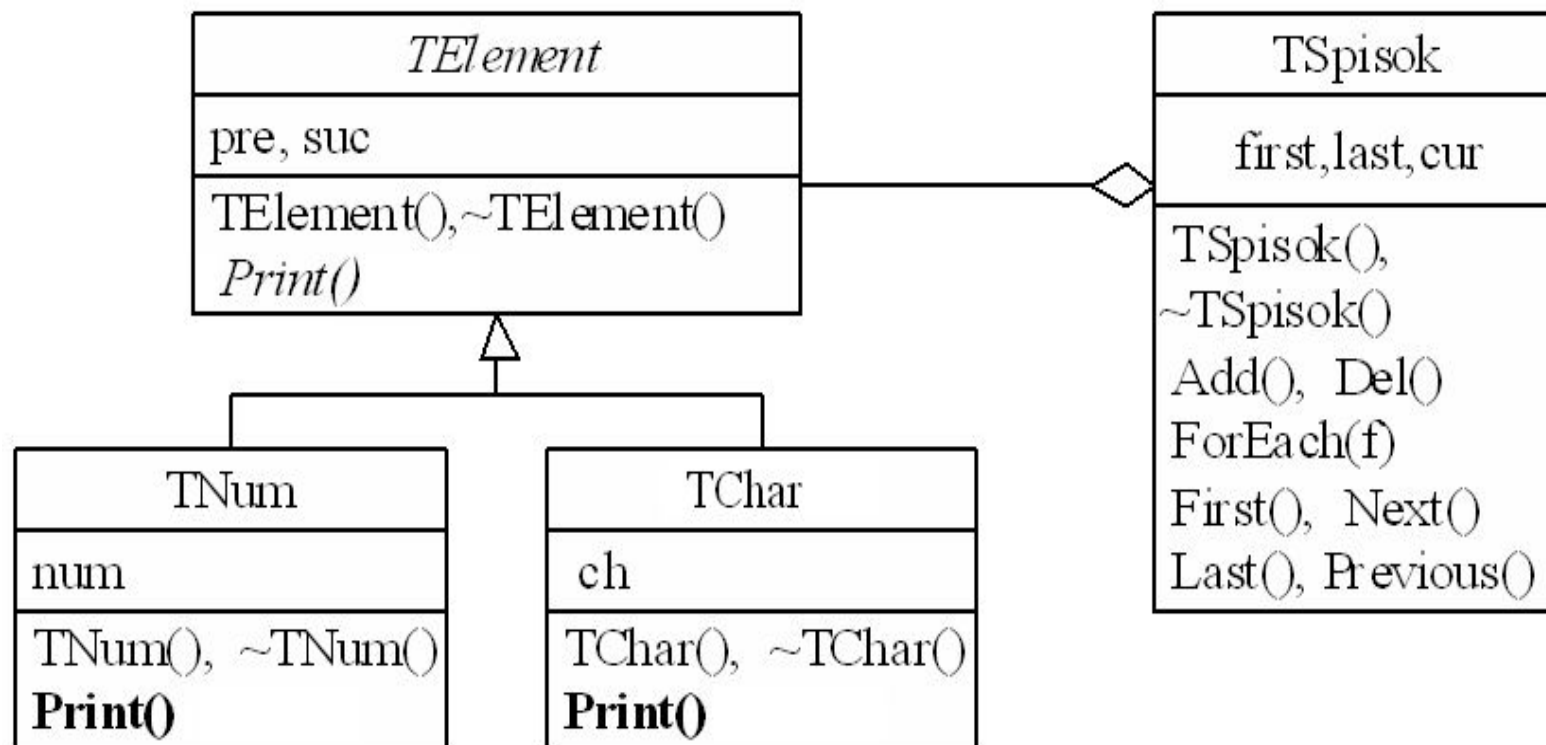 TElement
pre, suc
TElement(),~TElement()
Print()
TSpisok
first,last,cur
TSpisok(),
~TSpisok()
Add(), Del()
ForEach(f)
First(), Next()
Last(), Previous()
TNum
num
TNum(), ~TNum()
Print()
TChar
ch
TChar(), ~TChar()
Print()